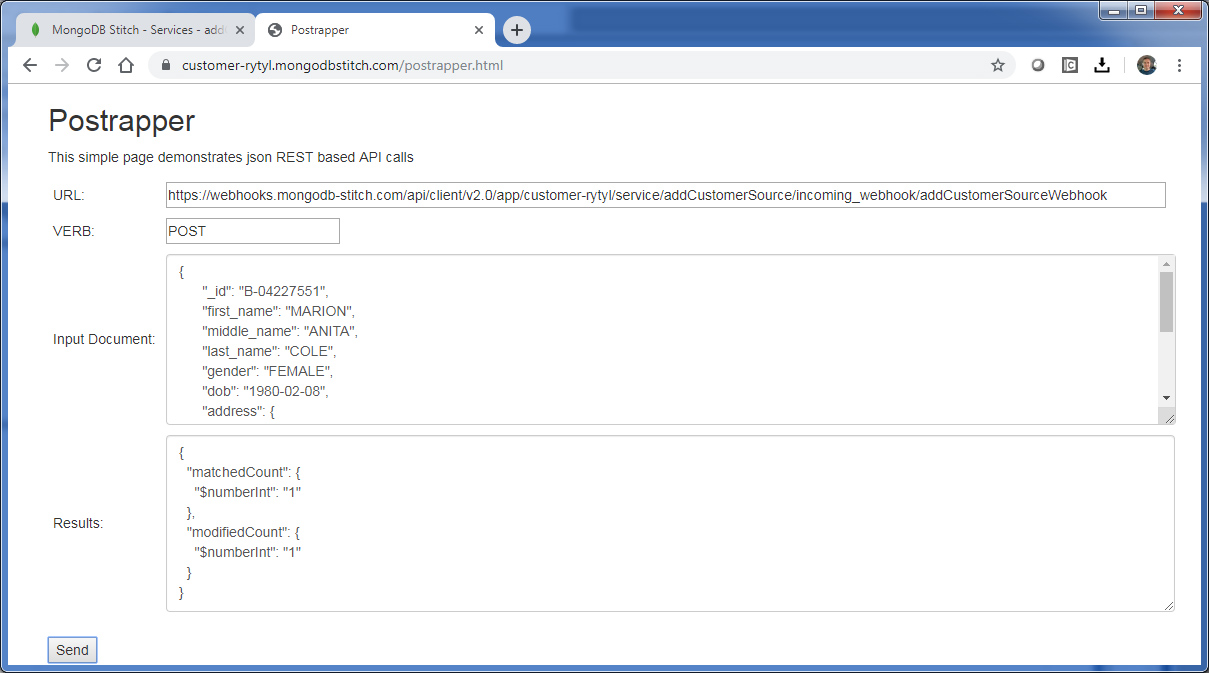 MongoDB Stitch - Services - add
Postrapper
customer-rytyl.mongodbstitch.com/postrapper.html
Postrapper
This simple page demonstrates json REST based API calls
URL: https://webhooks.mongodb-stitch.com/api/client/v2.0/app/customer-rytyl/service/addCustomerSource/incoming_webhook/addCustomerSourceWebhook
VERB: POST
Input Document:
{
"_id": "B-04227551",
"first_name": "MARION",
"middle_name": "ANITA",
"last_name": "COLE",
"gender": "FEMALE",
"dob": "1980-02-08",
"address": {
Results:
{
"matchedCount": {
"$numberInt": "1"
},
"modifiedCount": {
"$numberInt": "1"
}
}
Send